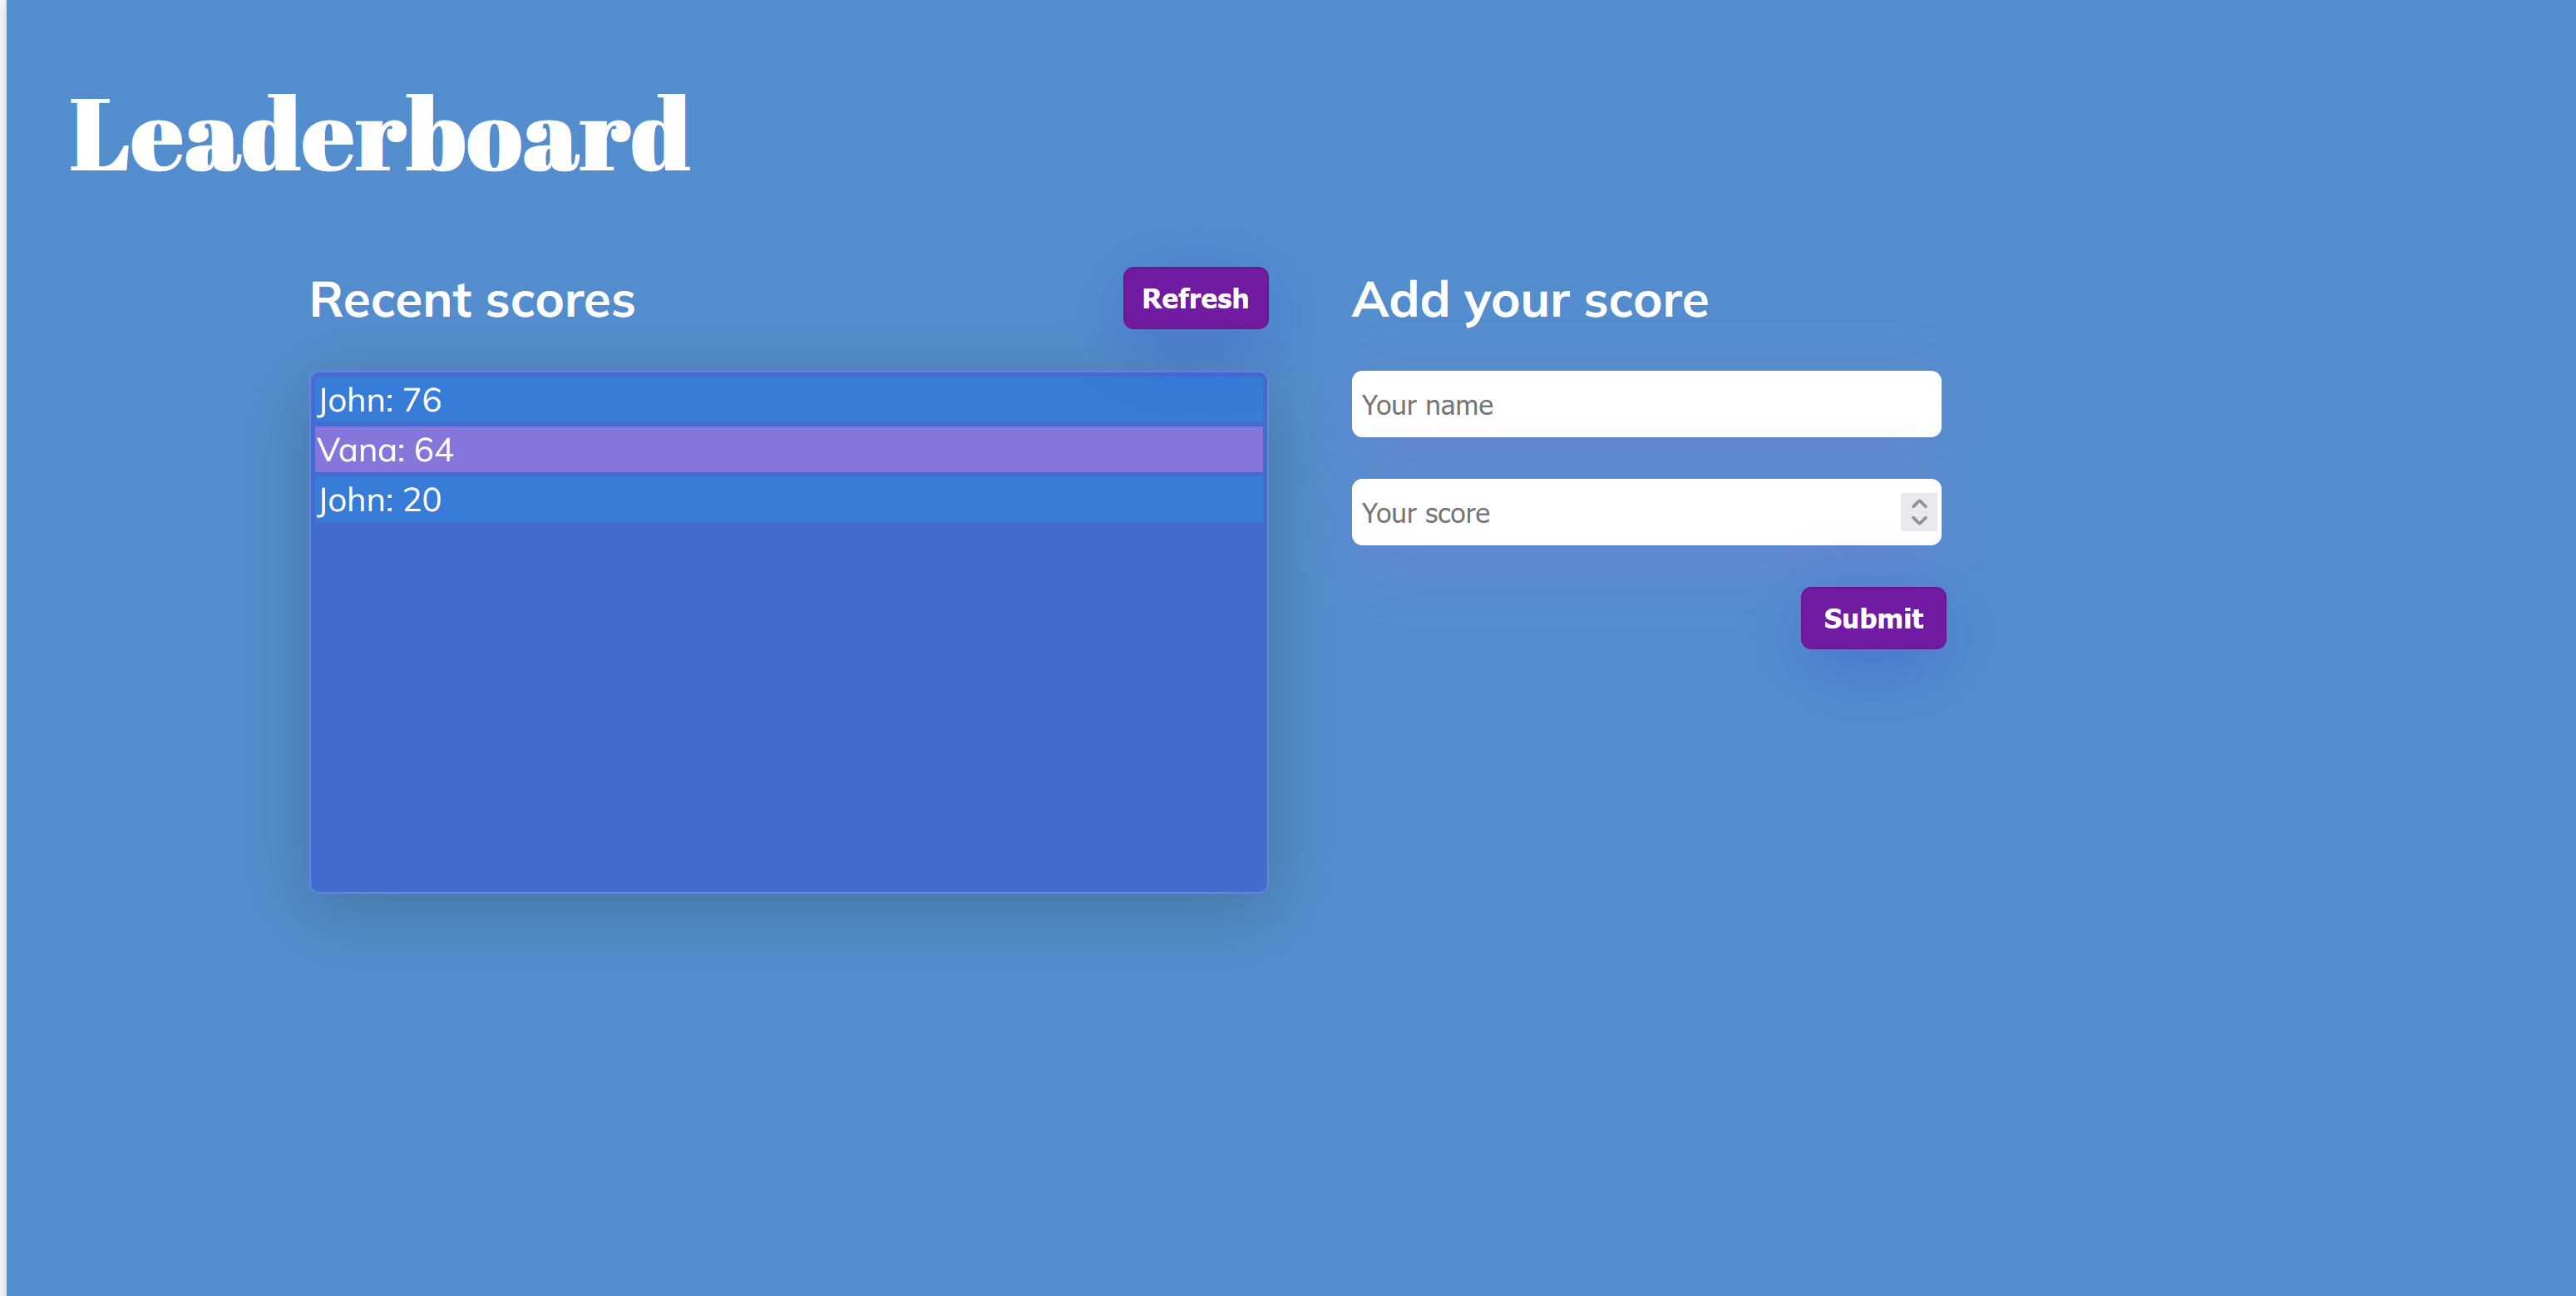 Leaderboard
Recent scores
Refresh
John: 76
Vana: 64
John: 20
Add your score
Your name
Your score
Submit